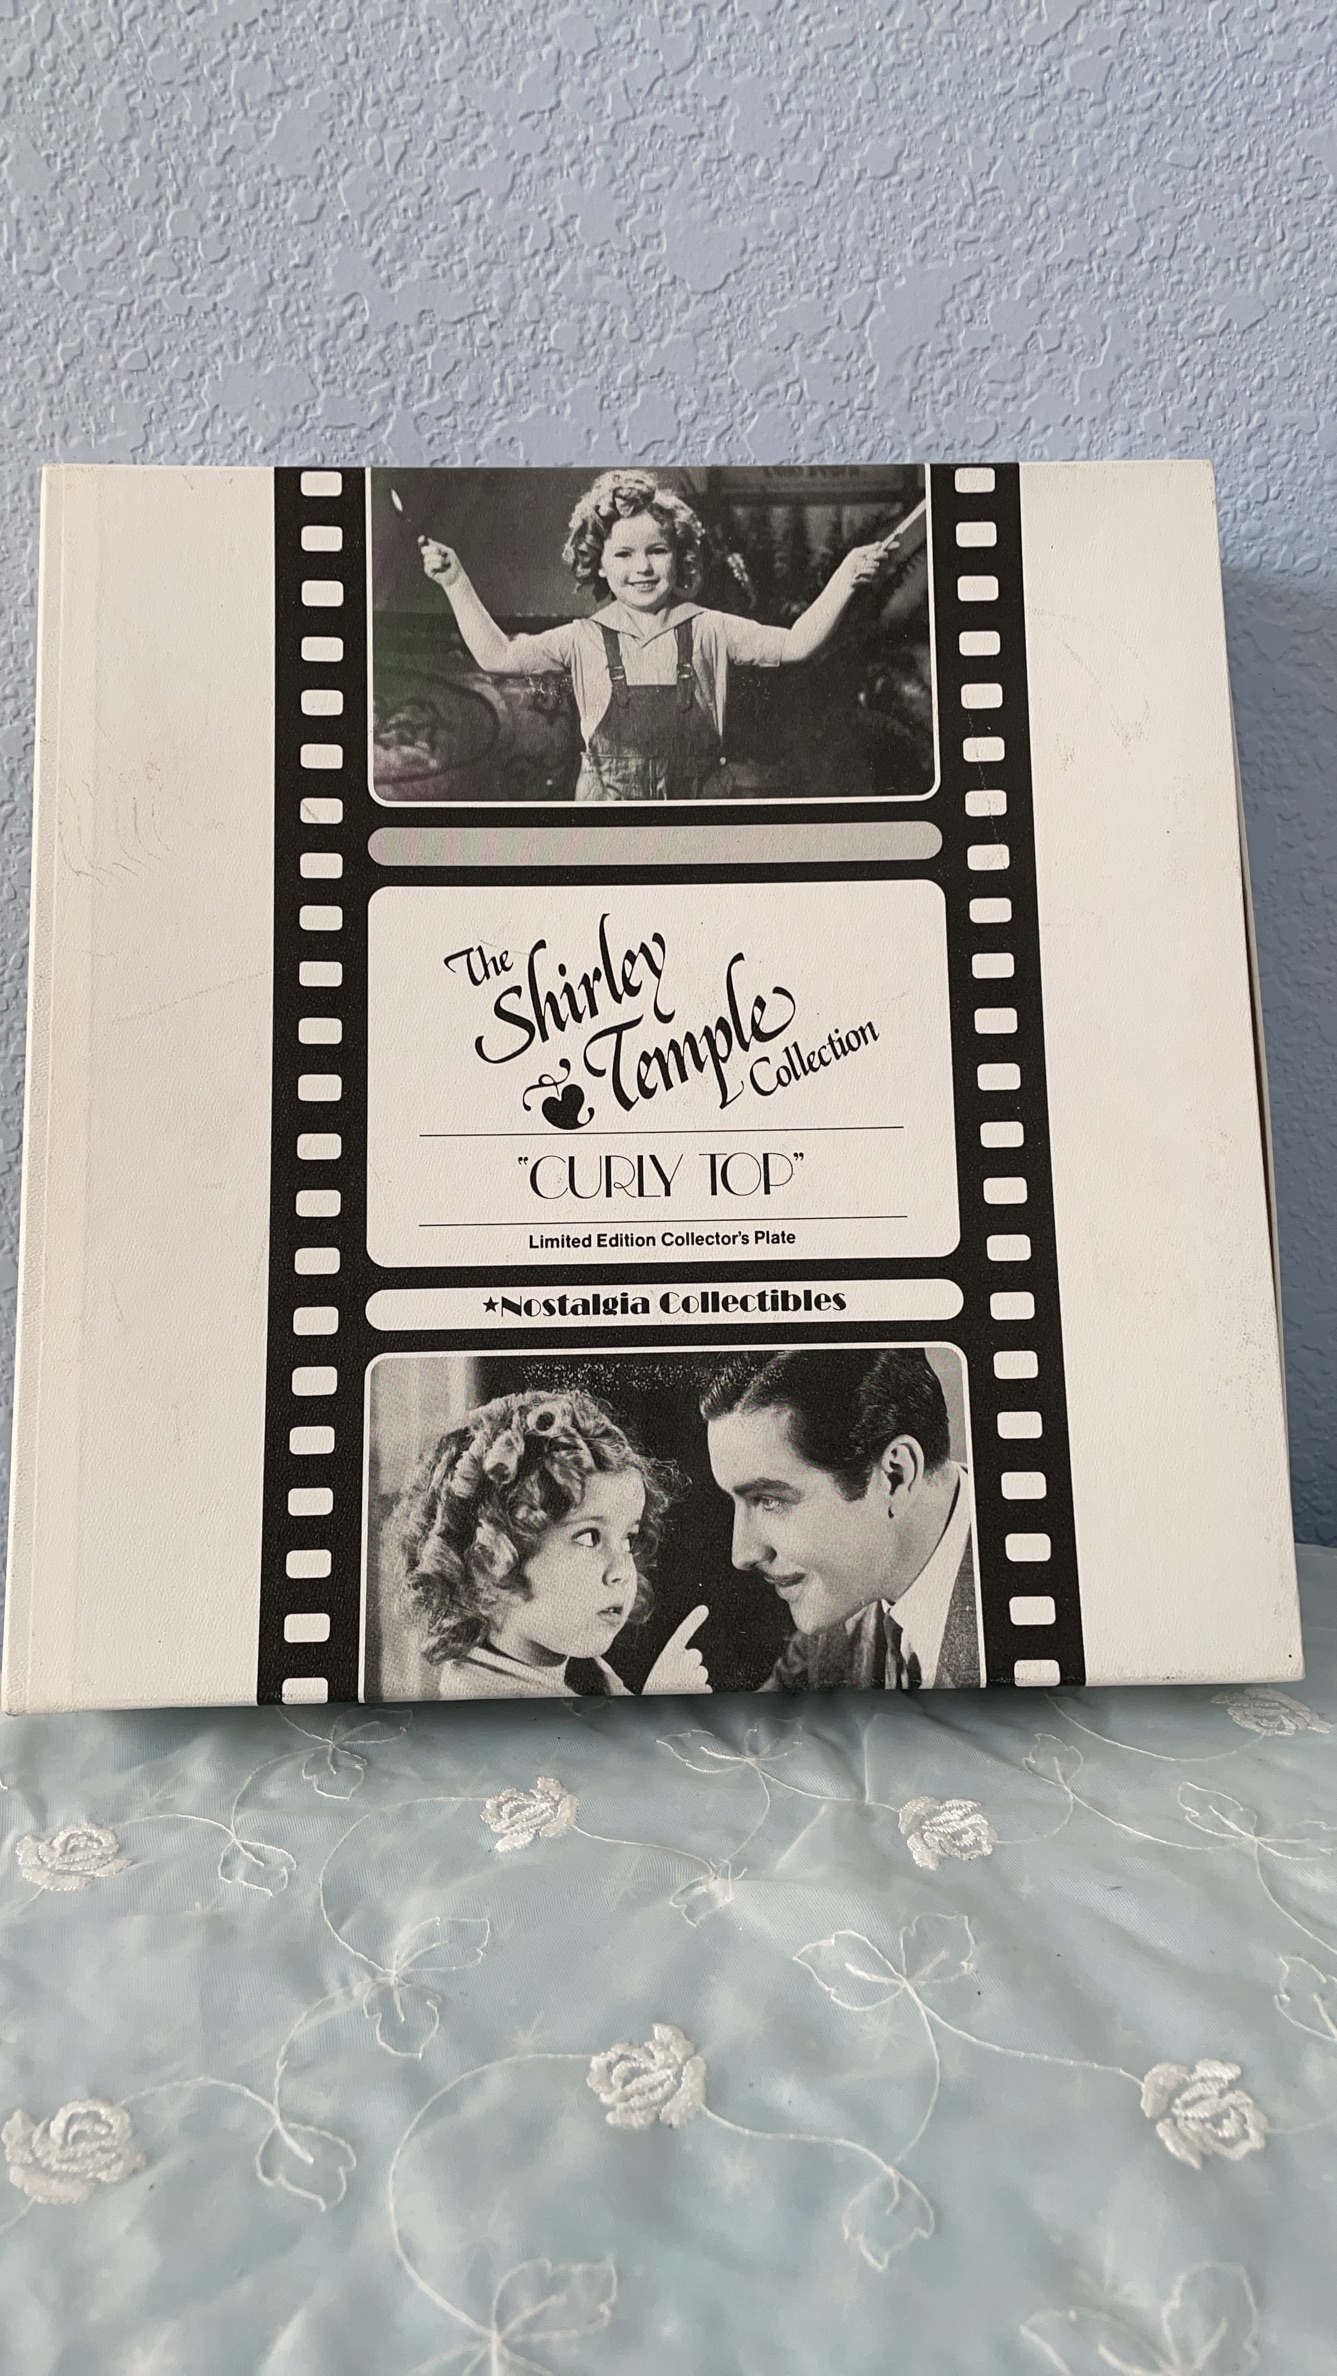 The
Shirley
Temple
Collection
"CURLY TOP"
Limited Edition Collector's Plate
★Nostalgia Collectibles